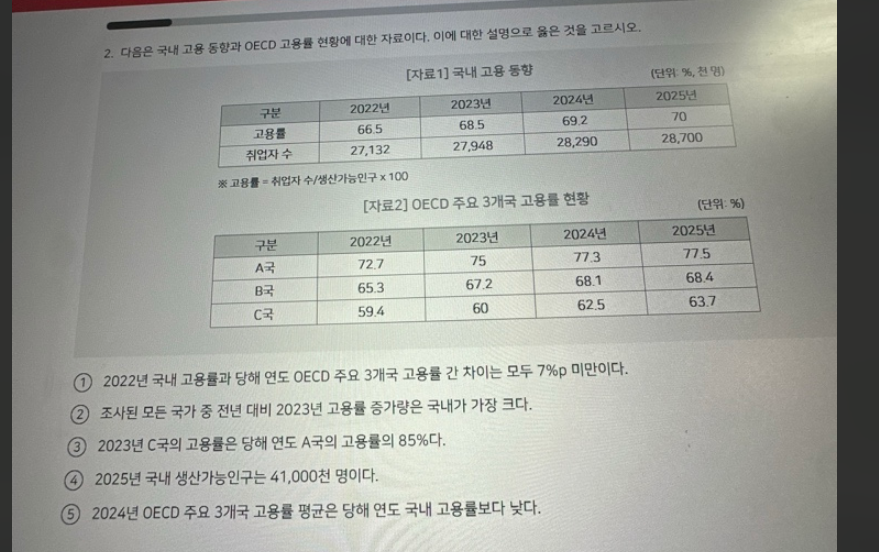 2. 다음은 국내 고용 동향과 OECD 고용률 현황에 대한 자료이다. 이에 대한 설명으로 옳은 것을 고르시오.
[자료1] 국내 고용 동향
(단위: %, 천 명)
구분 2022년 2023년 2024년 2025년
고용률 66.5 68.5 69.2 70
취업자 수 27,132 27,948 28,290 28,700
※ 고용률 = 취업자 수/생산가능인구 x 100
[자료2] OECD 주요 3개국 고용률 현황
(단위: %)
구분 2022년 2023년 2024년 2025년
A국 72.7 75 77.3 77.5
B국 65.3 67.2 68.1 68.4
C국 59.4 60 62.5 63.7
① 2022년 국내 고용률과 당해 연도 OECD 주요 3개국 고용률 간 차이는 모두 7%p 미만이다.
② 조사된 모든 국가 중 전년 대비 2023년 고용률 증가량은 국내가 가장 크다.
③ 2023년 C국의 고용률은 당해 연도 A국의 고용률의 85%다.
④ 2025년 국내 생산가능인구는 41,000천 명이다.
⑤ 2024년 OECD 주요 3개국 고용률 평균은 당해 연도 국내 고용률보다 낮다.